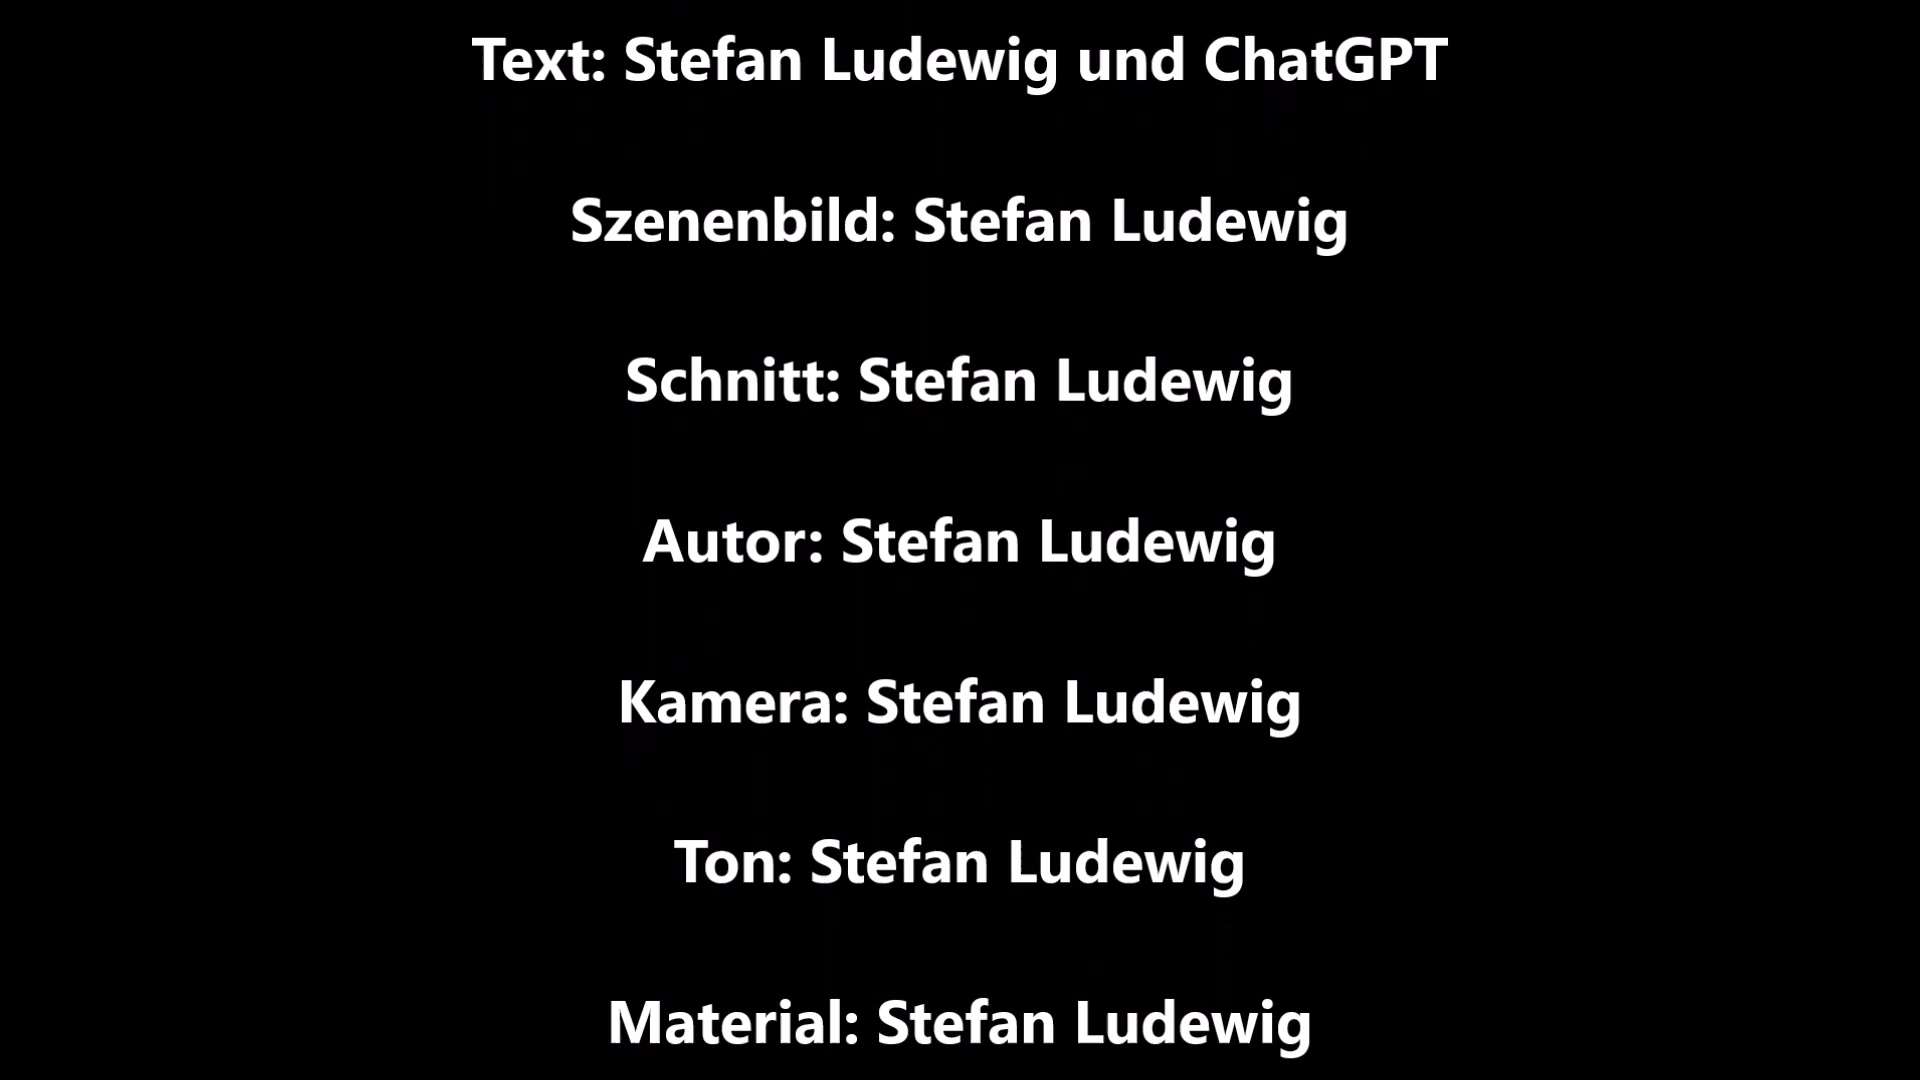 Text: Stefan Ludewig und ChatGPT
Szenenbild: Stefan Ludewig
Schnitt: Stefan Ludewig
Autor: Stefan Ludewig
Kamera: Stefan Ludewig
Ton: Stefan Ludewig
Material: Stefan Ludewig